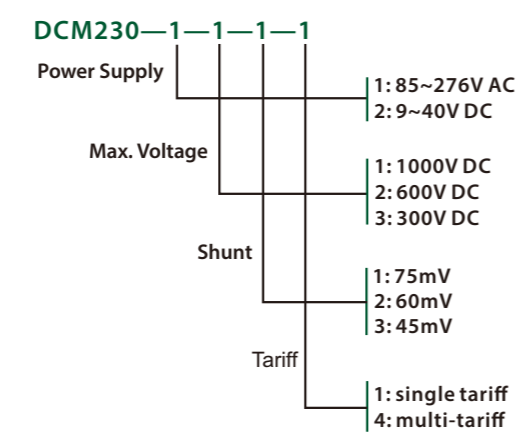 DCM230—1—1—1—1
Power Supply
1: 85~276V AC
2: 9~40V DC
Max. Voltage
1: 1000V DC
2: 600V DC
3: 300V DC
Shunt
1: 75mV
2: 60mV
3: 45mV
Tariff
1: single tariff
4: multi-tariff